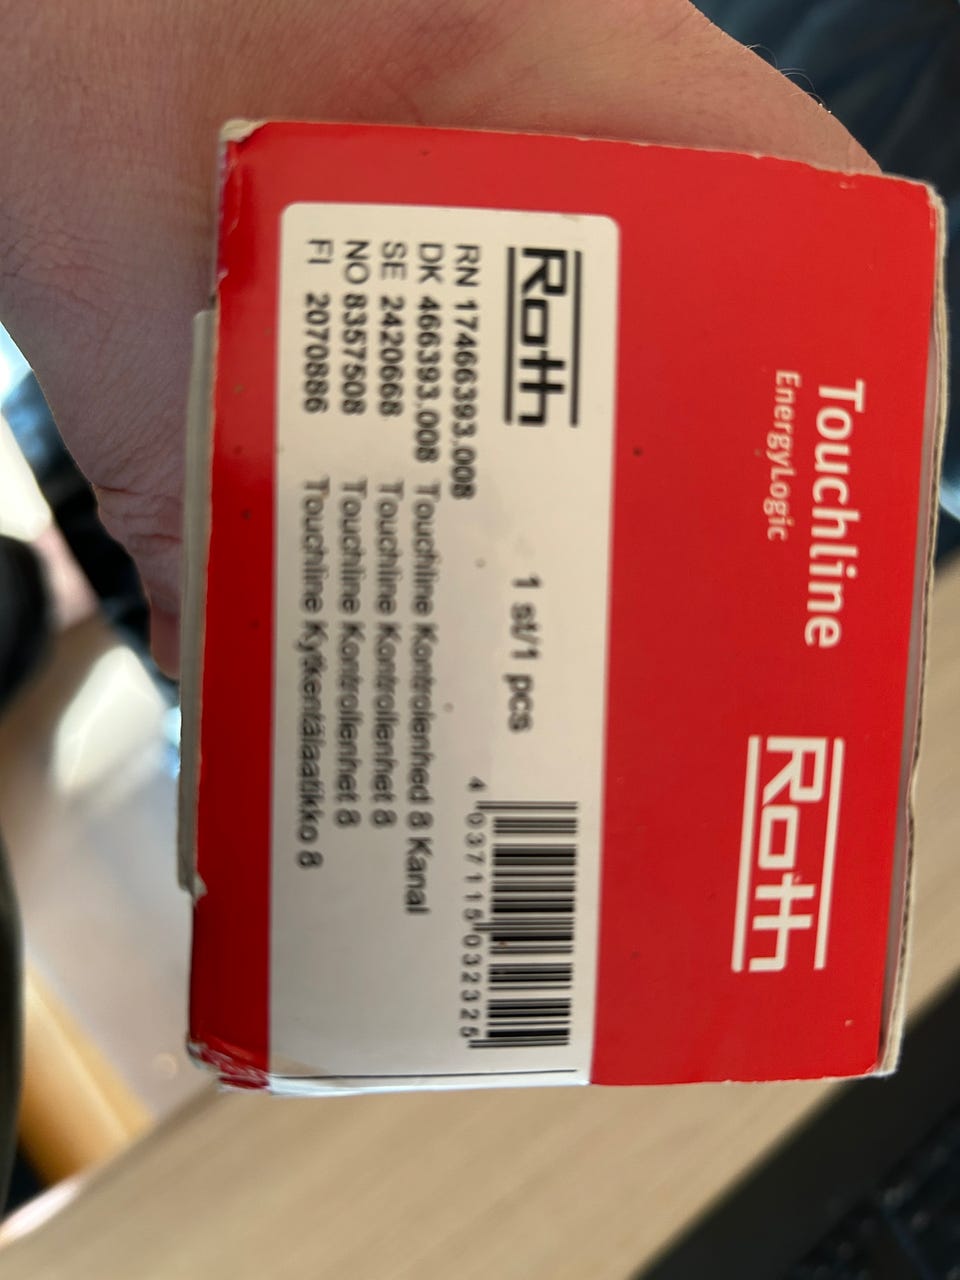 Touchline
EnergyLogic
Roth
Roth
1 st/1 pcs
4 037115 032325
RN 17466393.008
DK 466393.008 Touchline Kontrolenhed 8 Kanal
SE 2420668 Touchline Kontrollenhet 8
NO 8357508 Touchline Kontrollenhet 8
FI 2070886 Touchline Kytkentälaatikko 8